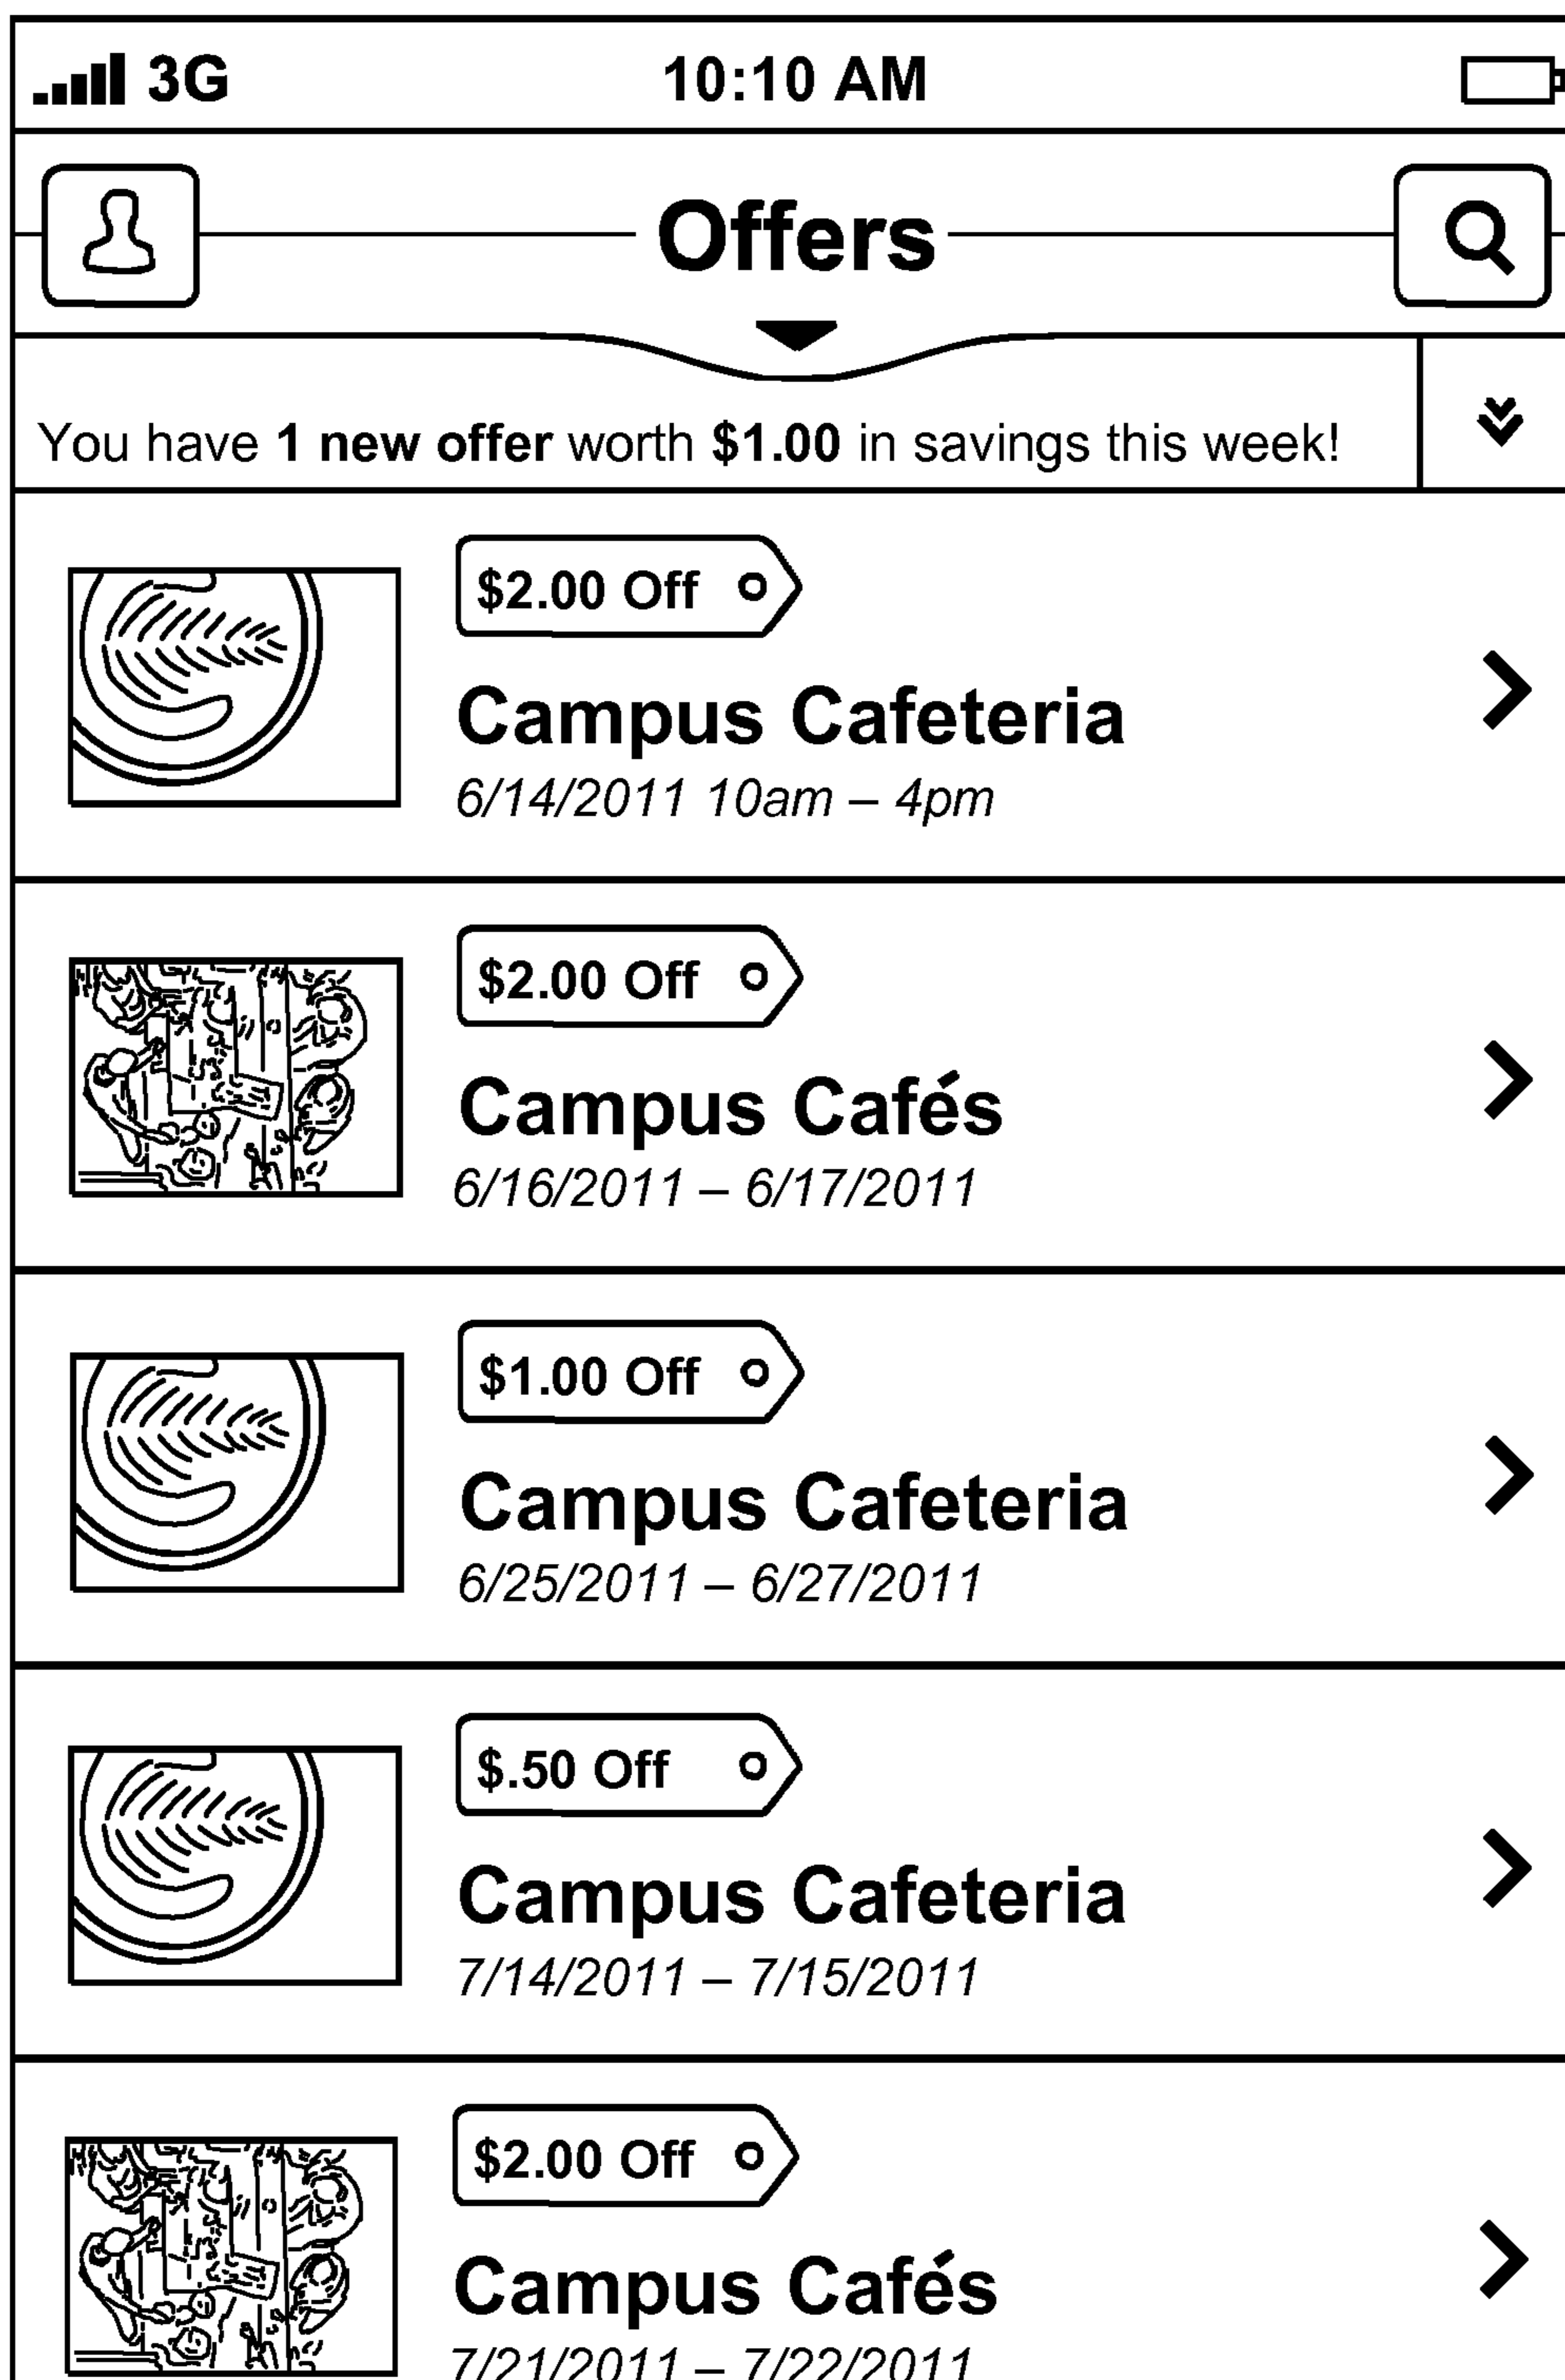 3G 10:10 AM
Offers
You have 1 new offer worth $1.00 in savings this week!
$2.00 Off
Campus Cafeteria
6/14/2011 10am – 4pm
$2.00 Off
Campus Cafés
6/16/2011 – 6/17/2011
$1.00 Off
Campus Cafeteria
6/25/2011 – 6/27/2011
$.50 Off
Campus Cafeteria
7/14/2011 – 7/15/2011
$2.00 Off
Campus Cafés
7/21/2011 – 7/22/2011